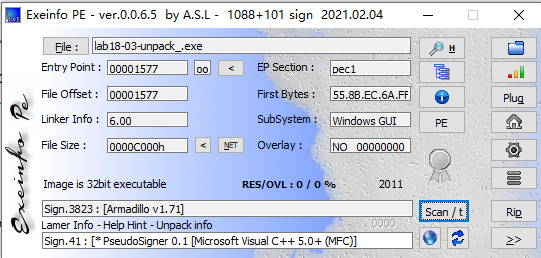 Exeinfo PE - ver.0.0.6.5 by A.S.L - 1088+101 sign 2021.02.04
Exeinfo Pe
File : lab18-03-unpack_.exe H
Entry Point : 00001577 oo < EP Section : pec1
File Offset : 00001577 First Bytes : 55.8B.EC.6A.FF Plug
Linker Info : 6.00 SubSystem : Windows GUI PE
File Size : 0000C000h < NET Overlay : NO 00000000
Image is 32bit executable RES/OVL : 0 / 0 % 2011
Sign.3823 : [Armadillo v1.71] Scan / t Rip
Lamer Info - Help Hint - Unpack info 0000
Sign.41 : [* PseudoSigner 0.1 [Microsoft Visual C++ 5.0+ (MFC)] >>